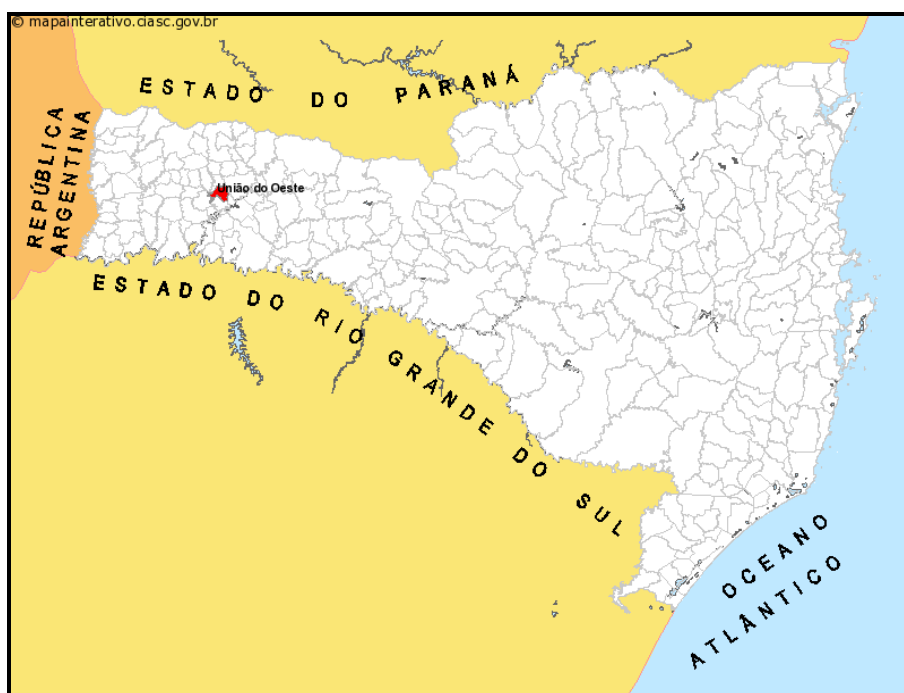 © mapainterativo.ciasc.gov.br
ESTADO DO PARANÁ
REPÚBLICA
ARGENTINA
União do Oeste
ESTADO DO RIO GRANDE DO SUL
OCEANO
ATLÂNTICO